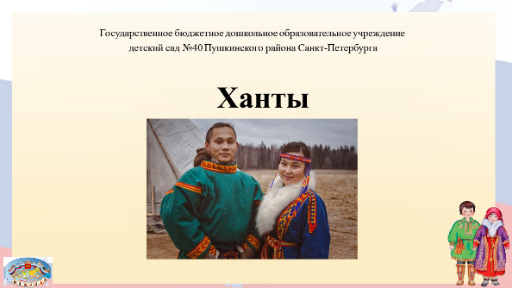 Государственное бюджетное дошкольное образовательное учреждение
детский сад №40 Пушкинского района Санкт-Петербурга
Ханты